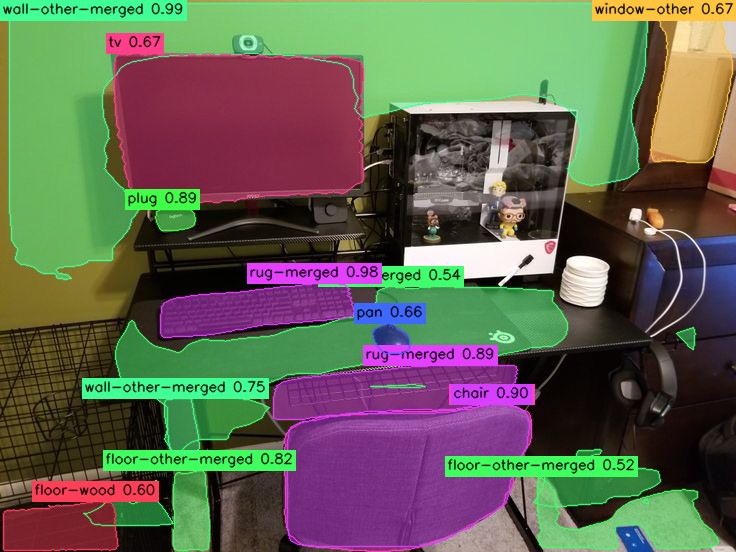 wall-other-merged 0.99
window-other 0.67
tv 0.67
plug 0.89
rug-merged 0.98
erged 0.54
pan 0.66
rug-merged 0.89
wall-other-merged 0.75
chair 0.90
floor-other-merged 0.82
floor-other-merged 0.52
floor-wood 0.60